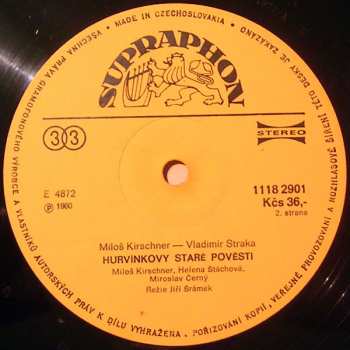 VŠECHNA PRÁVA GRAMOFONOVÉHO VÝROBCE A VLASTNÍKŮ AUTORSKÝCH PRÁV K DÍLU VYHRAŽENA. POŘIZOVÁNÍ KOPIÍ, VEŘEJNÉ PROVOZOVÁNÍ A ROZHLASOVÉ ŠÍŘENÍ TÉTO DESKY JE ZAKÁZÁNO • MADE IN CZECHOSLOVAKIA •
SUPRAPHON
33
STEREO
E 4872
Ⓟ 1980
1118 2901
Kčs 36,-
2. strana
Miloš Kirschner — Vladimír Straka
HURVÍNKOVY STARÉ POVĚSTI
Miloš Kirschner, Helena Štáchová,
Miroslav Černý
Režie Jiří Šrámek